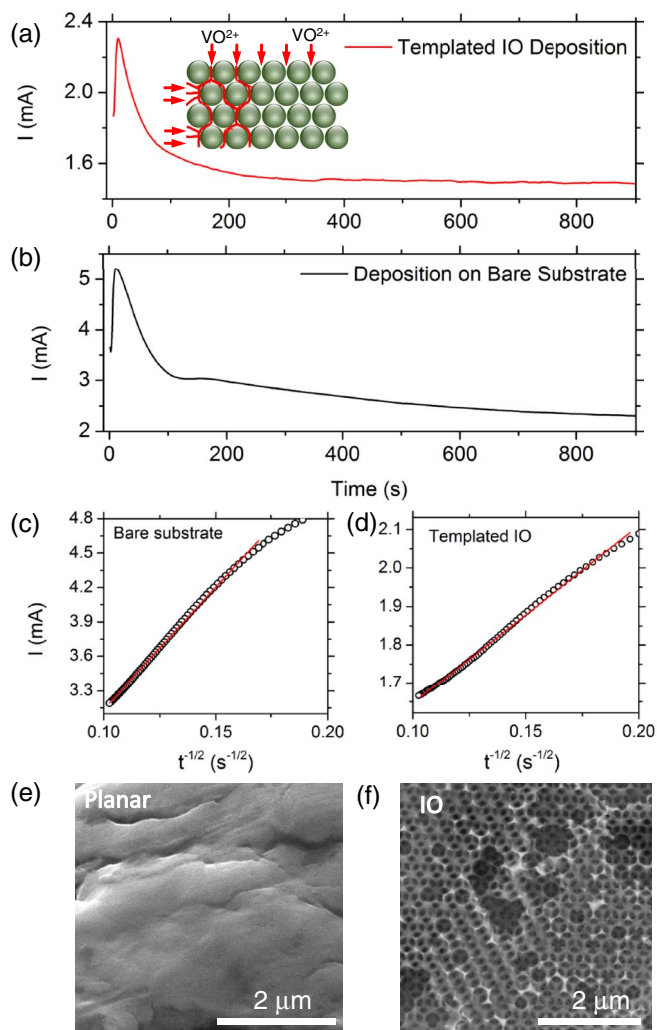 (a)
VO²⁺ VO²⁺
Templated IO Deposition
I (mA)
2.4
2.0
1.6
0 200 400 600 800
(b)
Deposition on Bare Substrate
I (mA)
5
4
3
2
0 200 400 600 800
Time (s)
(c)
Bare substrate
I (mA)
4.8
4.5
4.2
3.9
3.6
3.3
0.10 0.15 0.20
t⁻¹/² (s⁻¹/²)
(d)
Templated IO
2.1
2.0
1.9
1.8
1.7
0.10 0.15 0.20
t⁻¹/² (s⁻¹/²)
(e)
Planar
2 μm
(f)
IO
2 μm